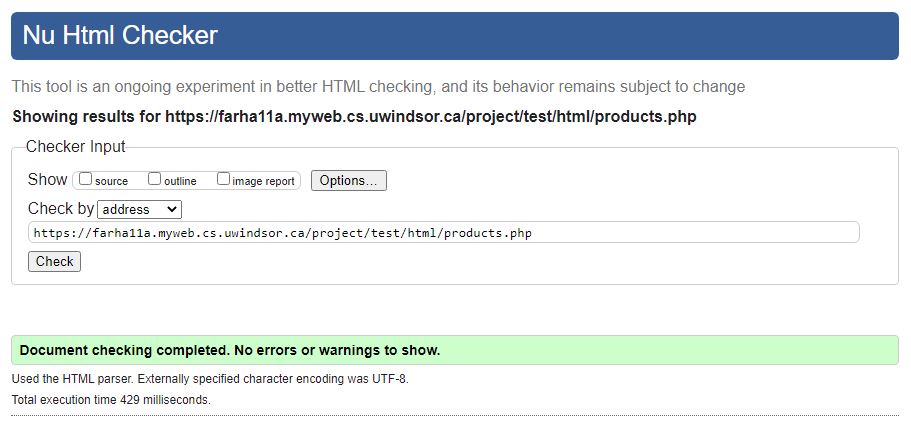 Nu Html Checker
This tool is an ongoing experiment in better HTML checking, and its behavior remains subject to change
Showing results for https://farha11a.myweb.cs.uwindsor.ca/project/test/html/products.php
Checker Input
Show source outline image report Options...
Check by address
https://farha11a.myweb.cs.uwindsor.ca/project/test/html/products.php
Check
Document checking completed. No errors or warnings to show.
Used the HTML parser. Externally specified character encoding was UTF-8.
Total execution time 429 milliseconds.